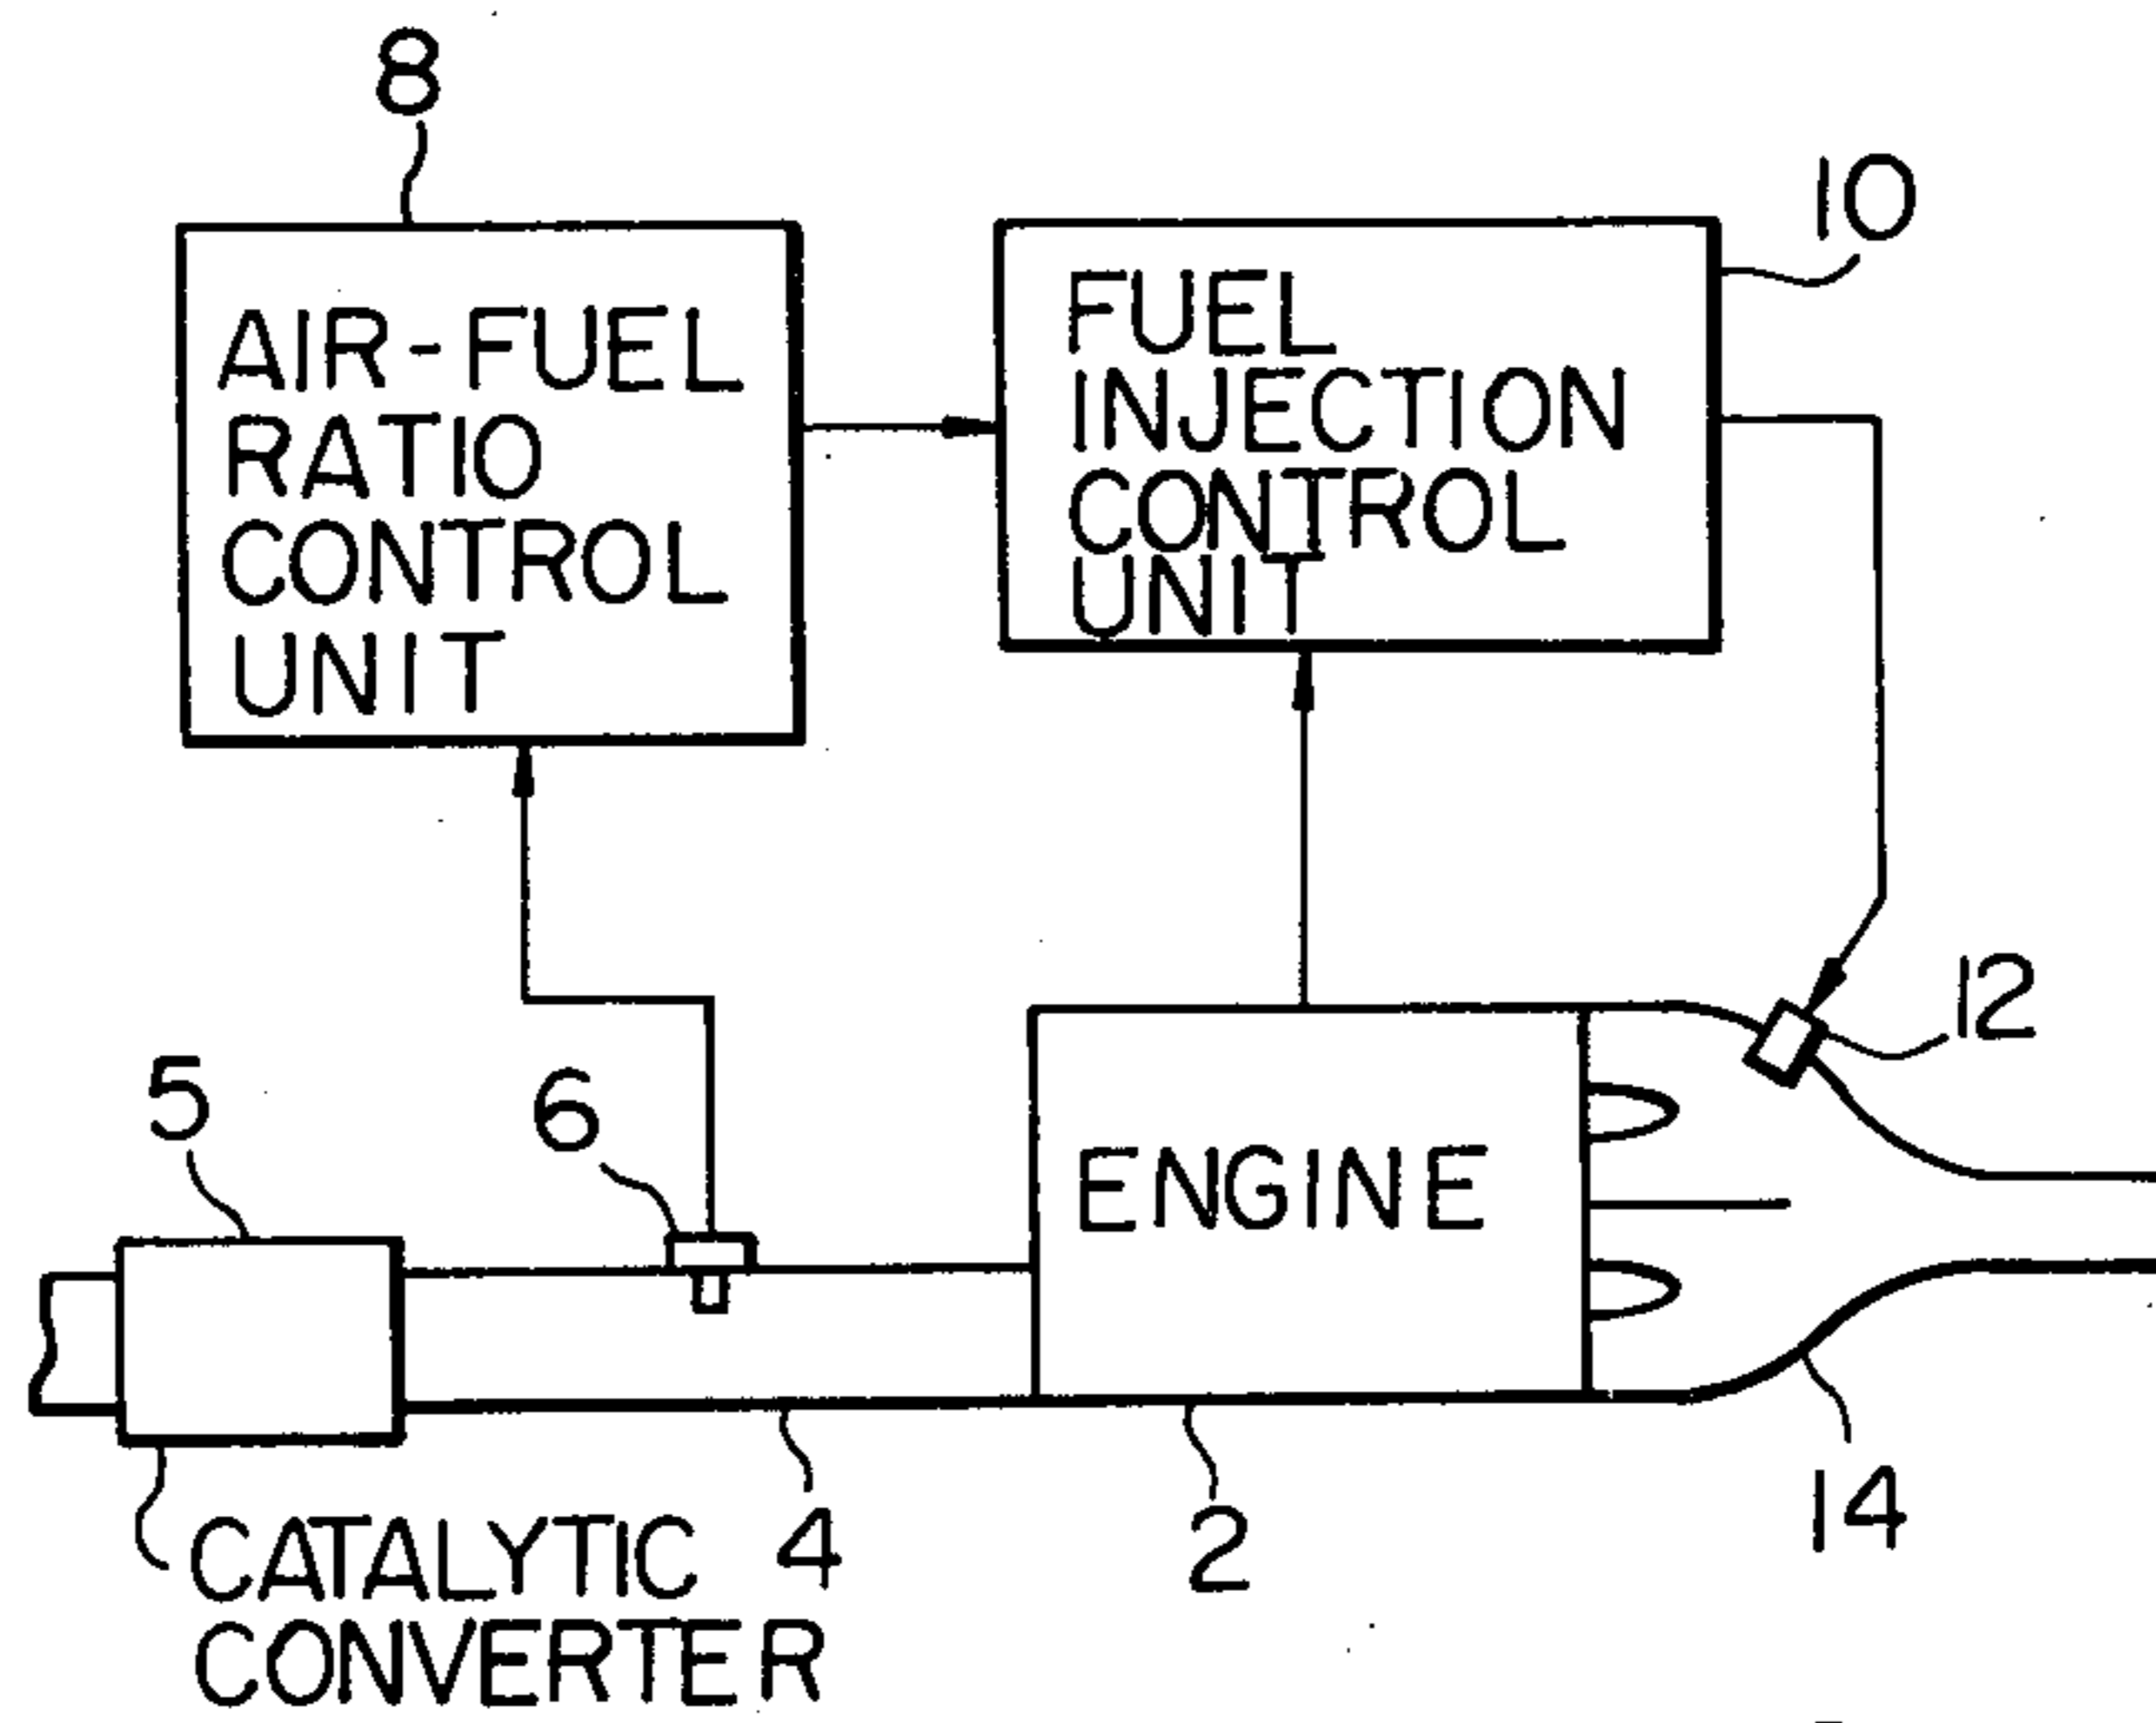 8
10
AIR-FUEL
RATIO
CONTROL
UNIT
FUEL
INJECTION
CONTROL
UNIT
12
5
6
ENGINE
14
4
2
CATALYTIC
CONVERTER